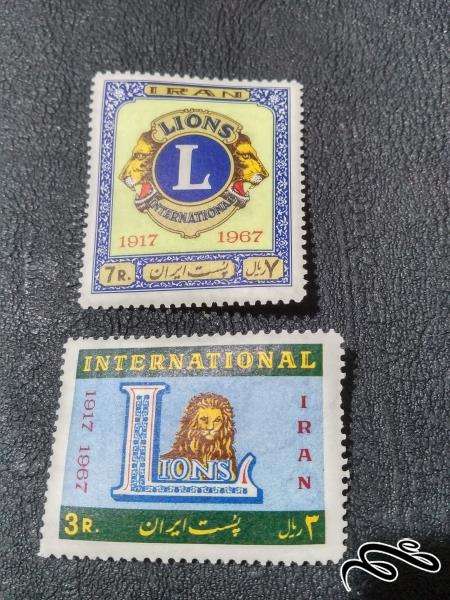 IRAN
LIONS
L
INTERNATIONAL
1917 1967
7R. پست ایران ۷ ریال
INTERNATIONAL
1917 1967
LIONS
IRAN
3R. پست ایران ۳ ریال